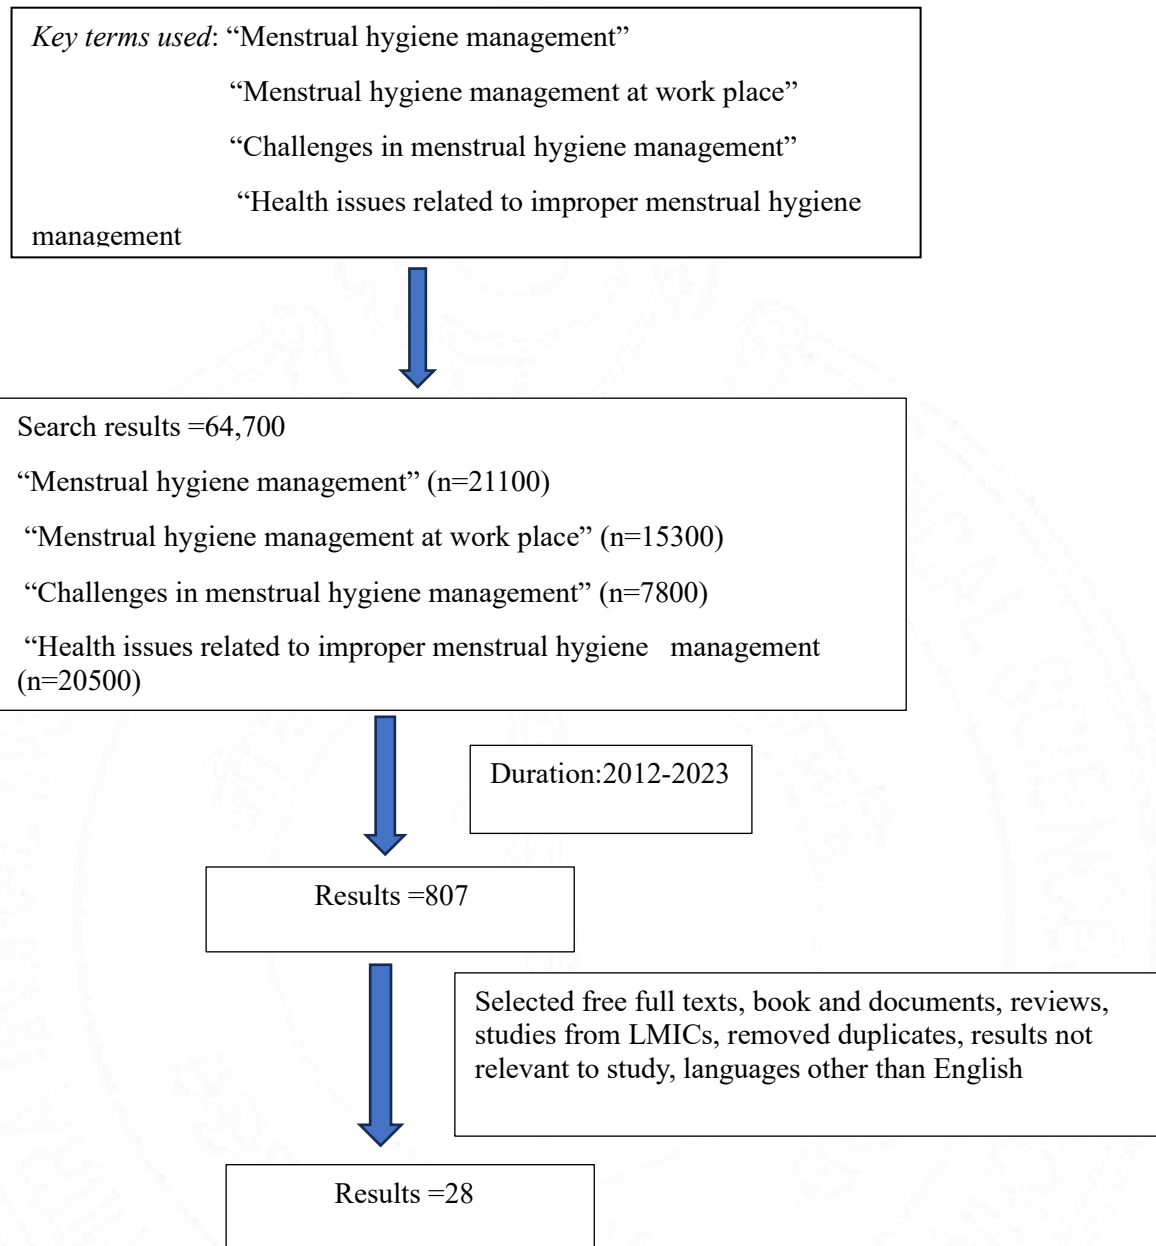 Key terms used: “Menstrual hygiene management”
“Menstrual hygiene management at work place”
“Challenges in menstrual hygiene management”
“Health issues related to improper menstrual hygiene
management
Search results =64,700
“Menstrual hygiene management” (n=21100)
“Menstrual hygiene management at work place” (n=15300)
“Challenges in menstrual hygiene management” (n=7800)
“Health issues related to improper menstrual hygiene management
(n=20500)
Duration:2012-2023
Results =807
Selected free full texts, book and documents, reviews,
studies from LMICs, removed duplicates, results not
relevant to study, languages other than English
Results =28